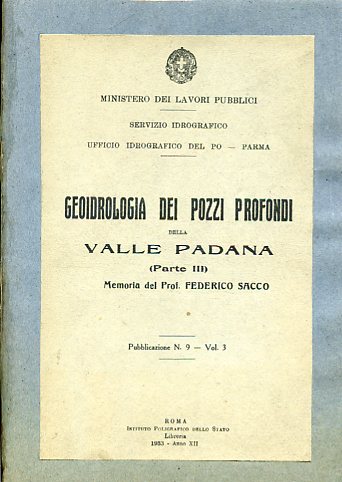 MINISTERO DEI LAVORI PUBBLICI
SERVIZIO IDROGRAFICO
UFFICIO IDROGRAFICO DEL PO — PARMA
GEOIDROLOGIA DEI POZZI PROFONDI
DELLA
VALLE PADANA
(Parte III)
Memoria del Prof. FEDERICO SACCO
Pubblicazione N. 9 — Vol. 3
ROMA
ISTITUTO POLIGRAFICO DELLO STATO
Libreria
1933 - ANNO XII